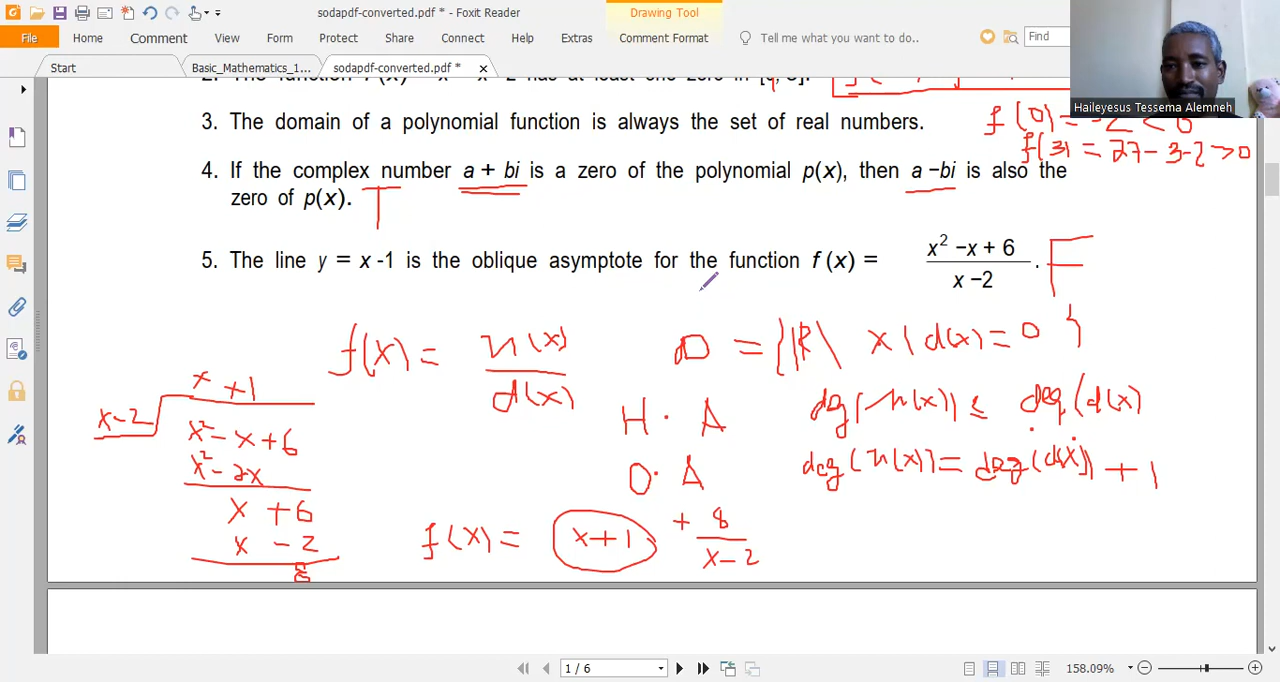 sodapdf-converted.pdf * - Foxit Reader
Drawing Tool
File Home Comment View Form Protect Share Connect Help Extras Comment Format Tell me what you want to do.. Find
Start Basic_Mathematics_1... sodapdf-converted.pdf *
Haileyesus Tessema Alemneh
f(0) = -2 < 0
3. The domain of a polynomial function is always the set of real numbers.
f(3) = 27 - 3 - 2 > 0
4. If the complex number a + bi is a zero of the polynomial p(x), then a −bi is also the
zero of p(x). T
5. The line y = x -1 is the oblique asymptote for the function f (x) = x² −x + 6 / x −2 . F
f(x) = n(x) / d(x) D = {ℝ \ x | d(x) = 0}
x + 1
x-2 x² - x + 6
H. A deg(n(x)) ≤ deg(d(x)
x² - 2x
O. A deg(n(x)) = deg(d(x)) + 1
x + 6
x - 2
8
f(x) = x+1 + 8 / x-2
1 / 6
158.09%